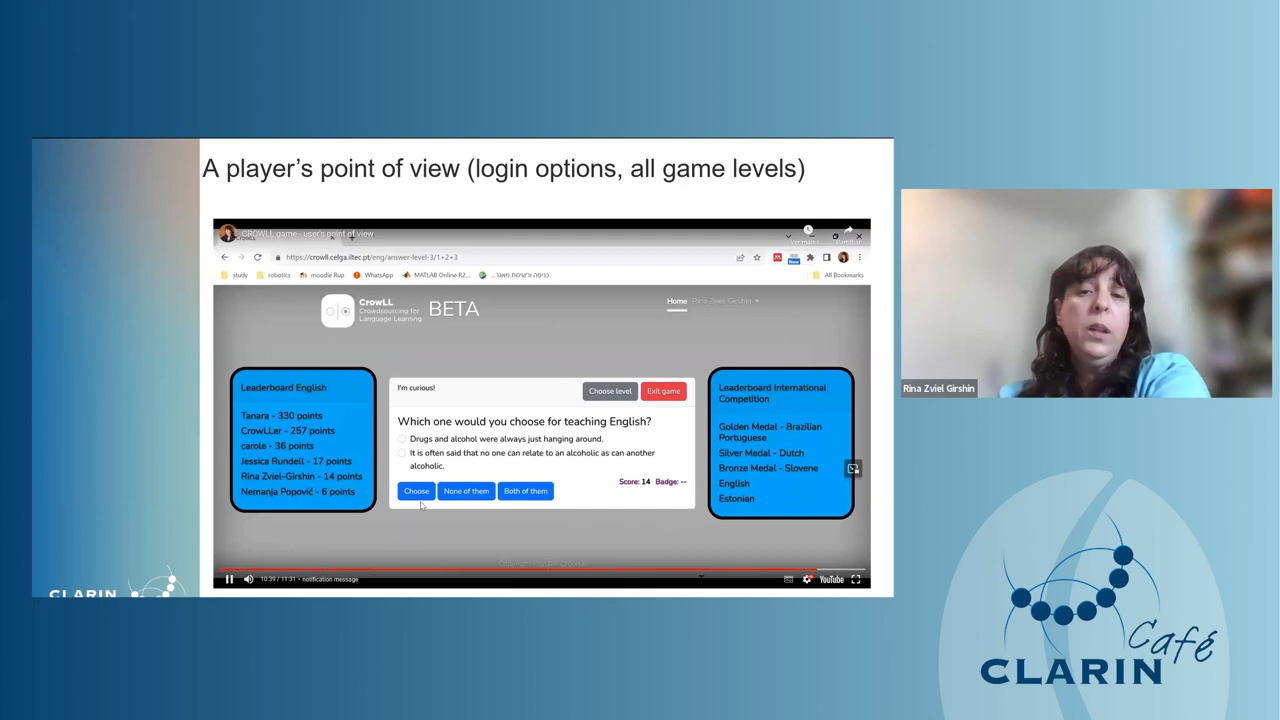 A player's point of view (login options, all game levels)
CROWLL game - user's point of view
https://crowll.celga.iltec.pt/eng/answer-level-3/1+2+3
study
robotics
moodle Rup
WhatsApp
MATLAB Online R2...
כניסה ורשימת מאגר...
All Bookmarks
CrowLL
Crowdsourcing for
Language Learning
BETA
Home
Rina Zviel Girshin
Leaderboard English
Tanara - 330 points
CrowLLer - 257 points
carole - 36 points
Jessica Rundell - 17 points
Rina Zviel-Girshin - 14 points
Nemanja Popović - 6 points
I'm curious!
Choose level
Exit game
Which one would you choose for teaching English?
Drugs and alcohol were always just hanging around.
It is often said that no one can relate to an alcoholic as can another
alcoholic.
Score: 14 Badge: --
Choose
None of them
Both of them
Leaderboard International
Competition
Golden Medal - Brazilian
Portuguese
Silver Medal - Dutch
Bronze Medal - Slovene
English
Estonian
10:39 / 11:31 • notification message
YouTube
CLARIN
Rina Zviel Girshin
Café
CLARIN